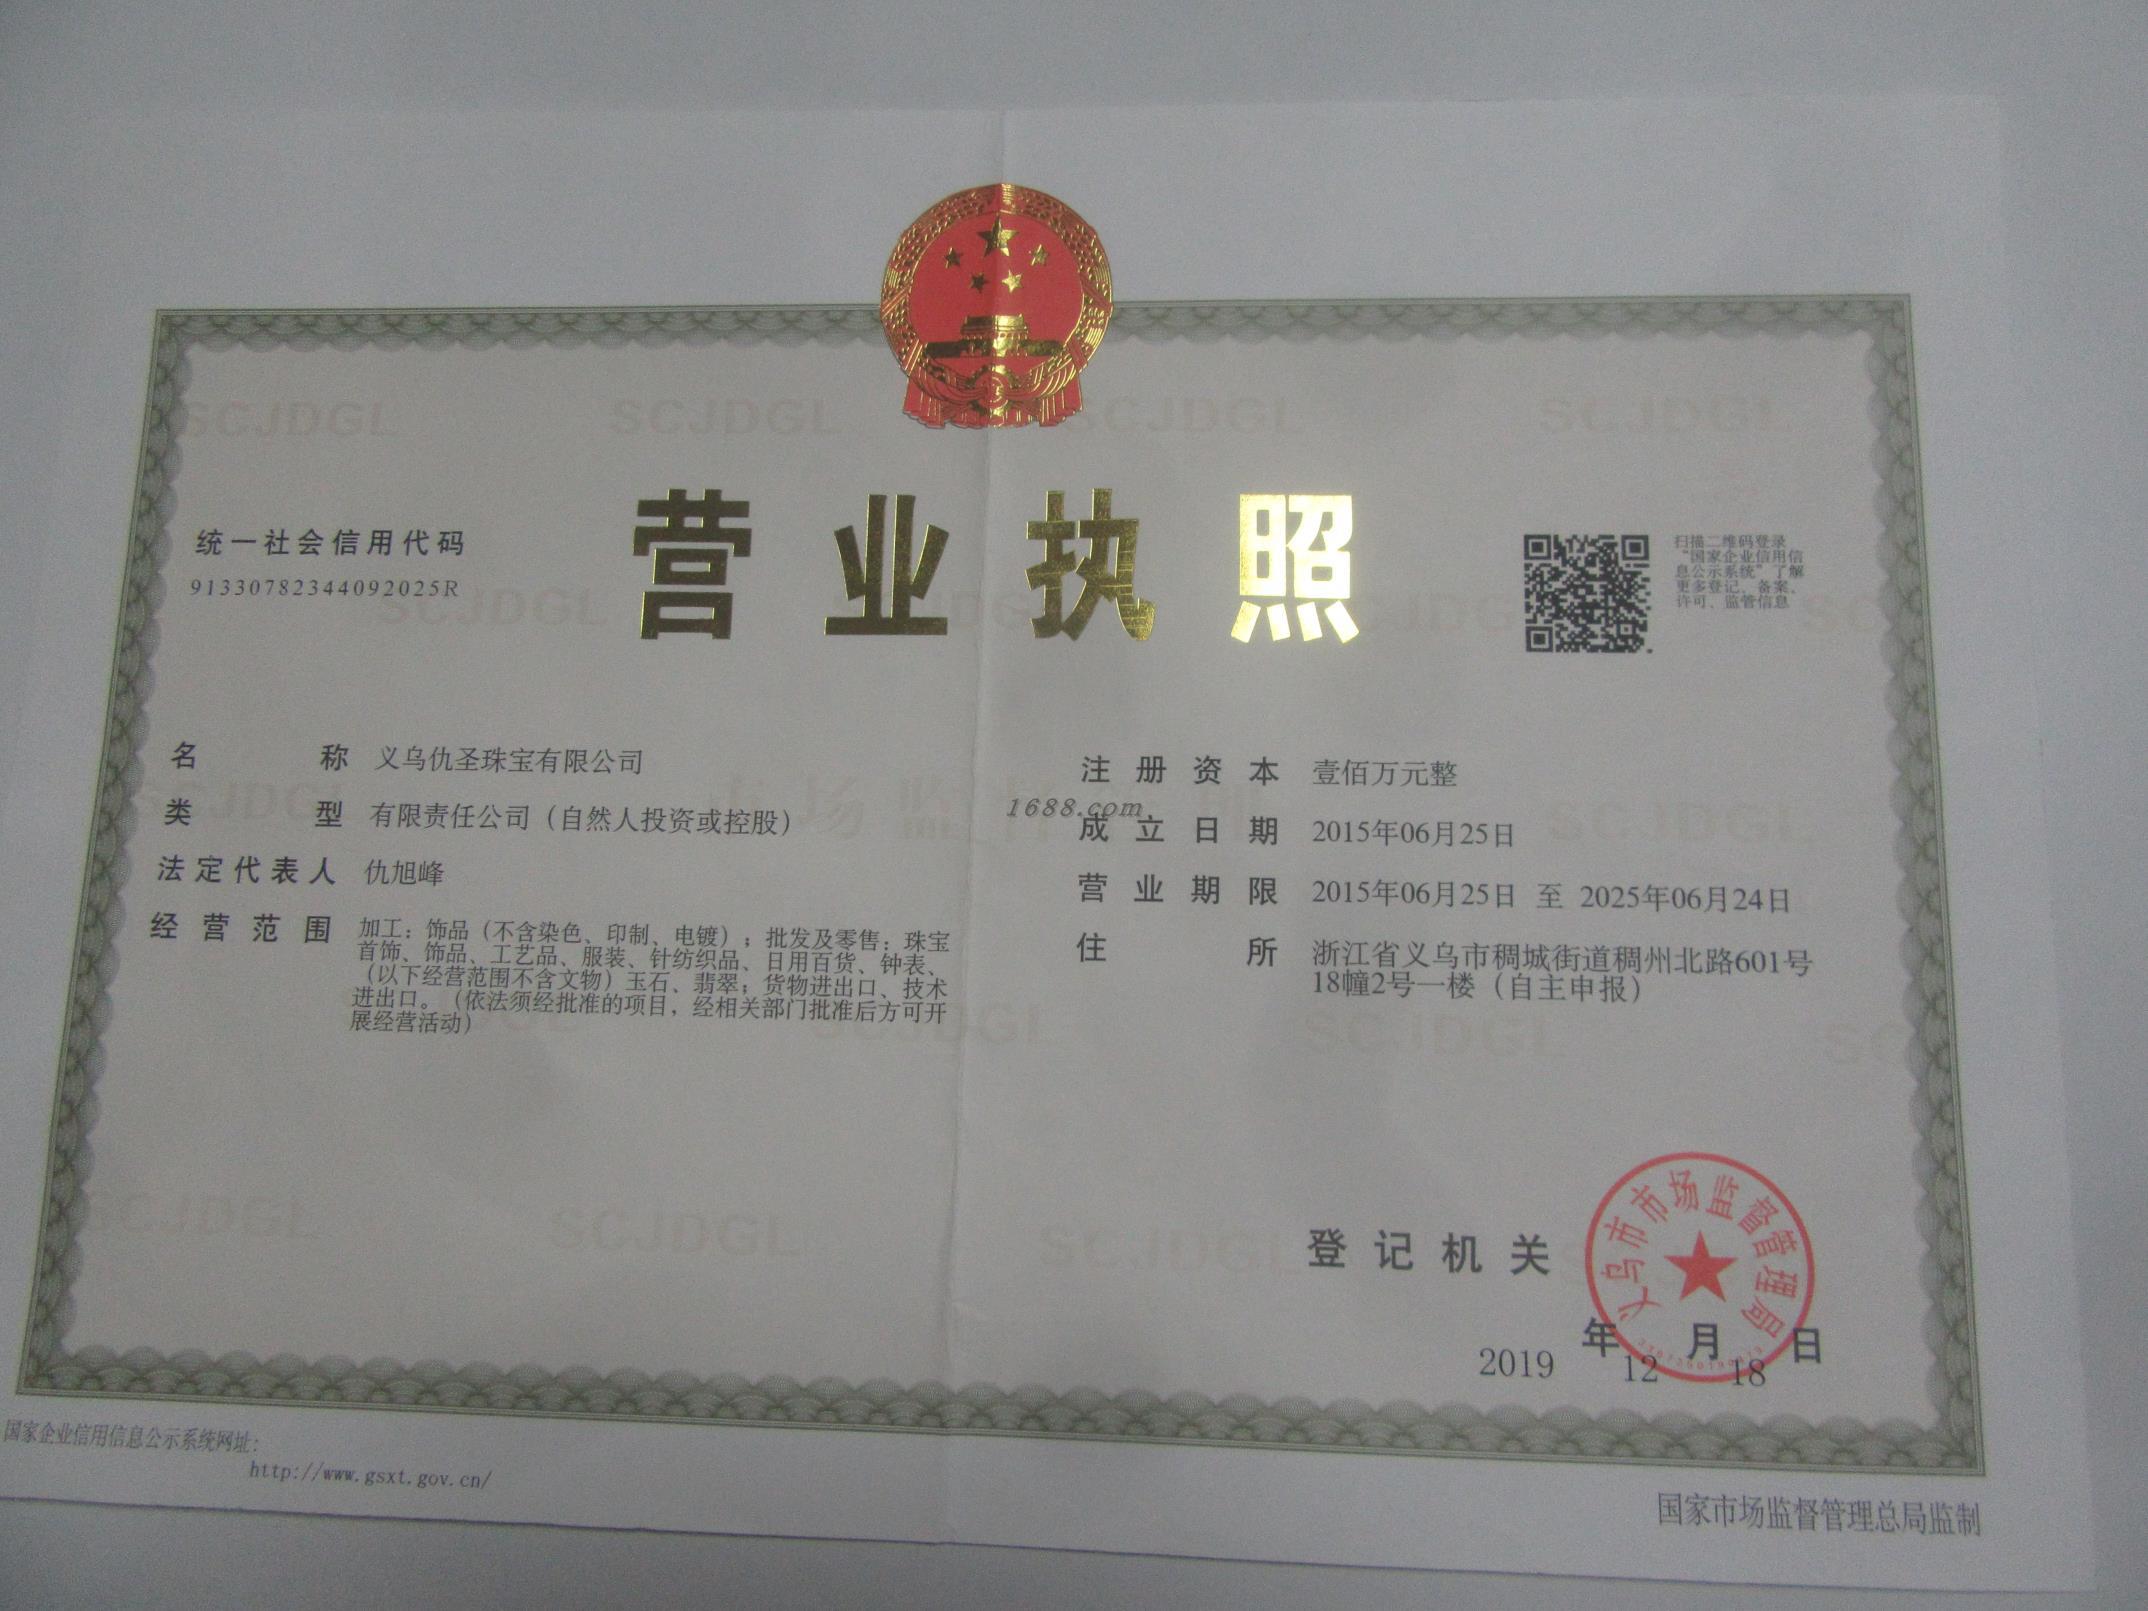 营业执照
统一社会信用代码
91330782344092025R
扫描二维码登录
“国家企业信用信
息公示系统”了解
更多登记、备案、
许可、监管信息
名称 义乌仇圣珠宝有限公司
类型 有限责任公司（自然人投资或控股）
法定代表人 仇旭峰
经营范围 加工：饰品（不含染色、印制、电镀）；批发及零售：珠宝
首饰、饰品、工艺品、服装、针纺织品、日用百货、钟表、
（以下经营范围不含文物）玉石、翡翠；货物进出口、技术
进出口。（依法须经批准的项目，经相关部门批准后方可开
展经营活动）
注册资本 壹佰万元整
1688.com
成立日期 2015年06月25日
营业期限 2015年06月25日 至 2025年06月24日
住所 浙江省义乌市稠城街道稠州北路601号
18幢2号一楼（自主申报）
登记机关
义乌市市场监督管理局
2019年12月18日
国家企业信用信息公示系统网址：
http://www.gsxt.gov.cn/
国家市场监督管理总局监制